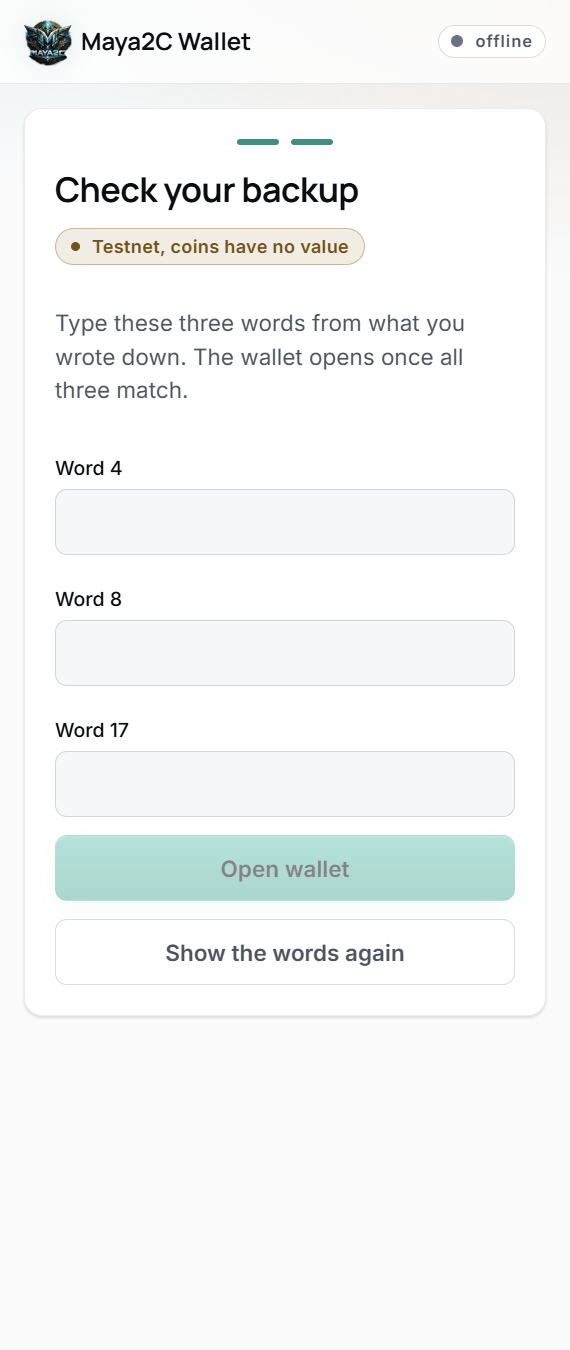 MAYA2C
Maya2C Wallet
offline
Check your backup
Testnet, coins have no value
Type these three words from what you
wrote down. The wallet opens once all
three match.
Word 4
Word 8
Word 17
Open wallet
Show the words again